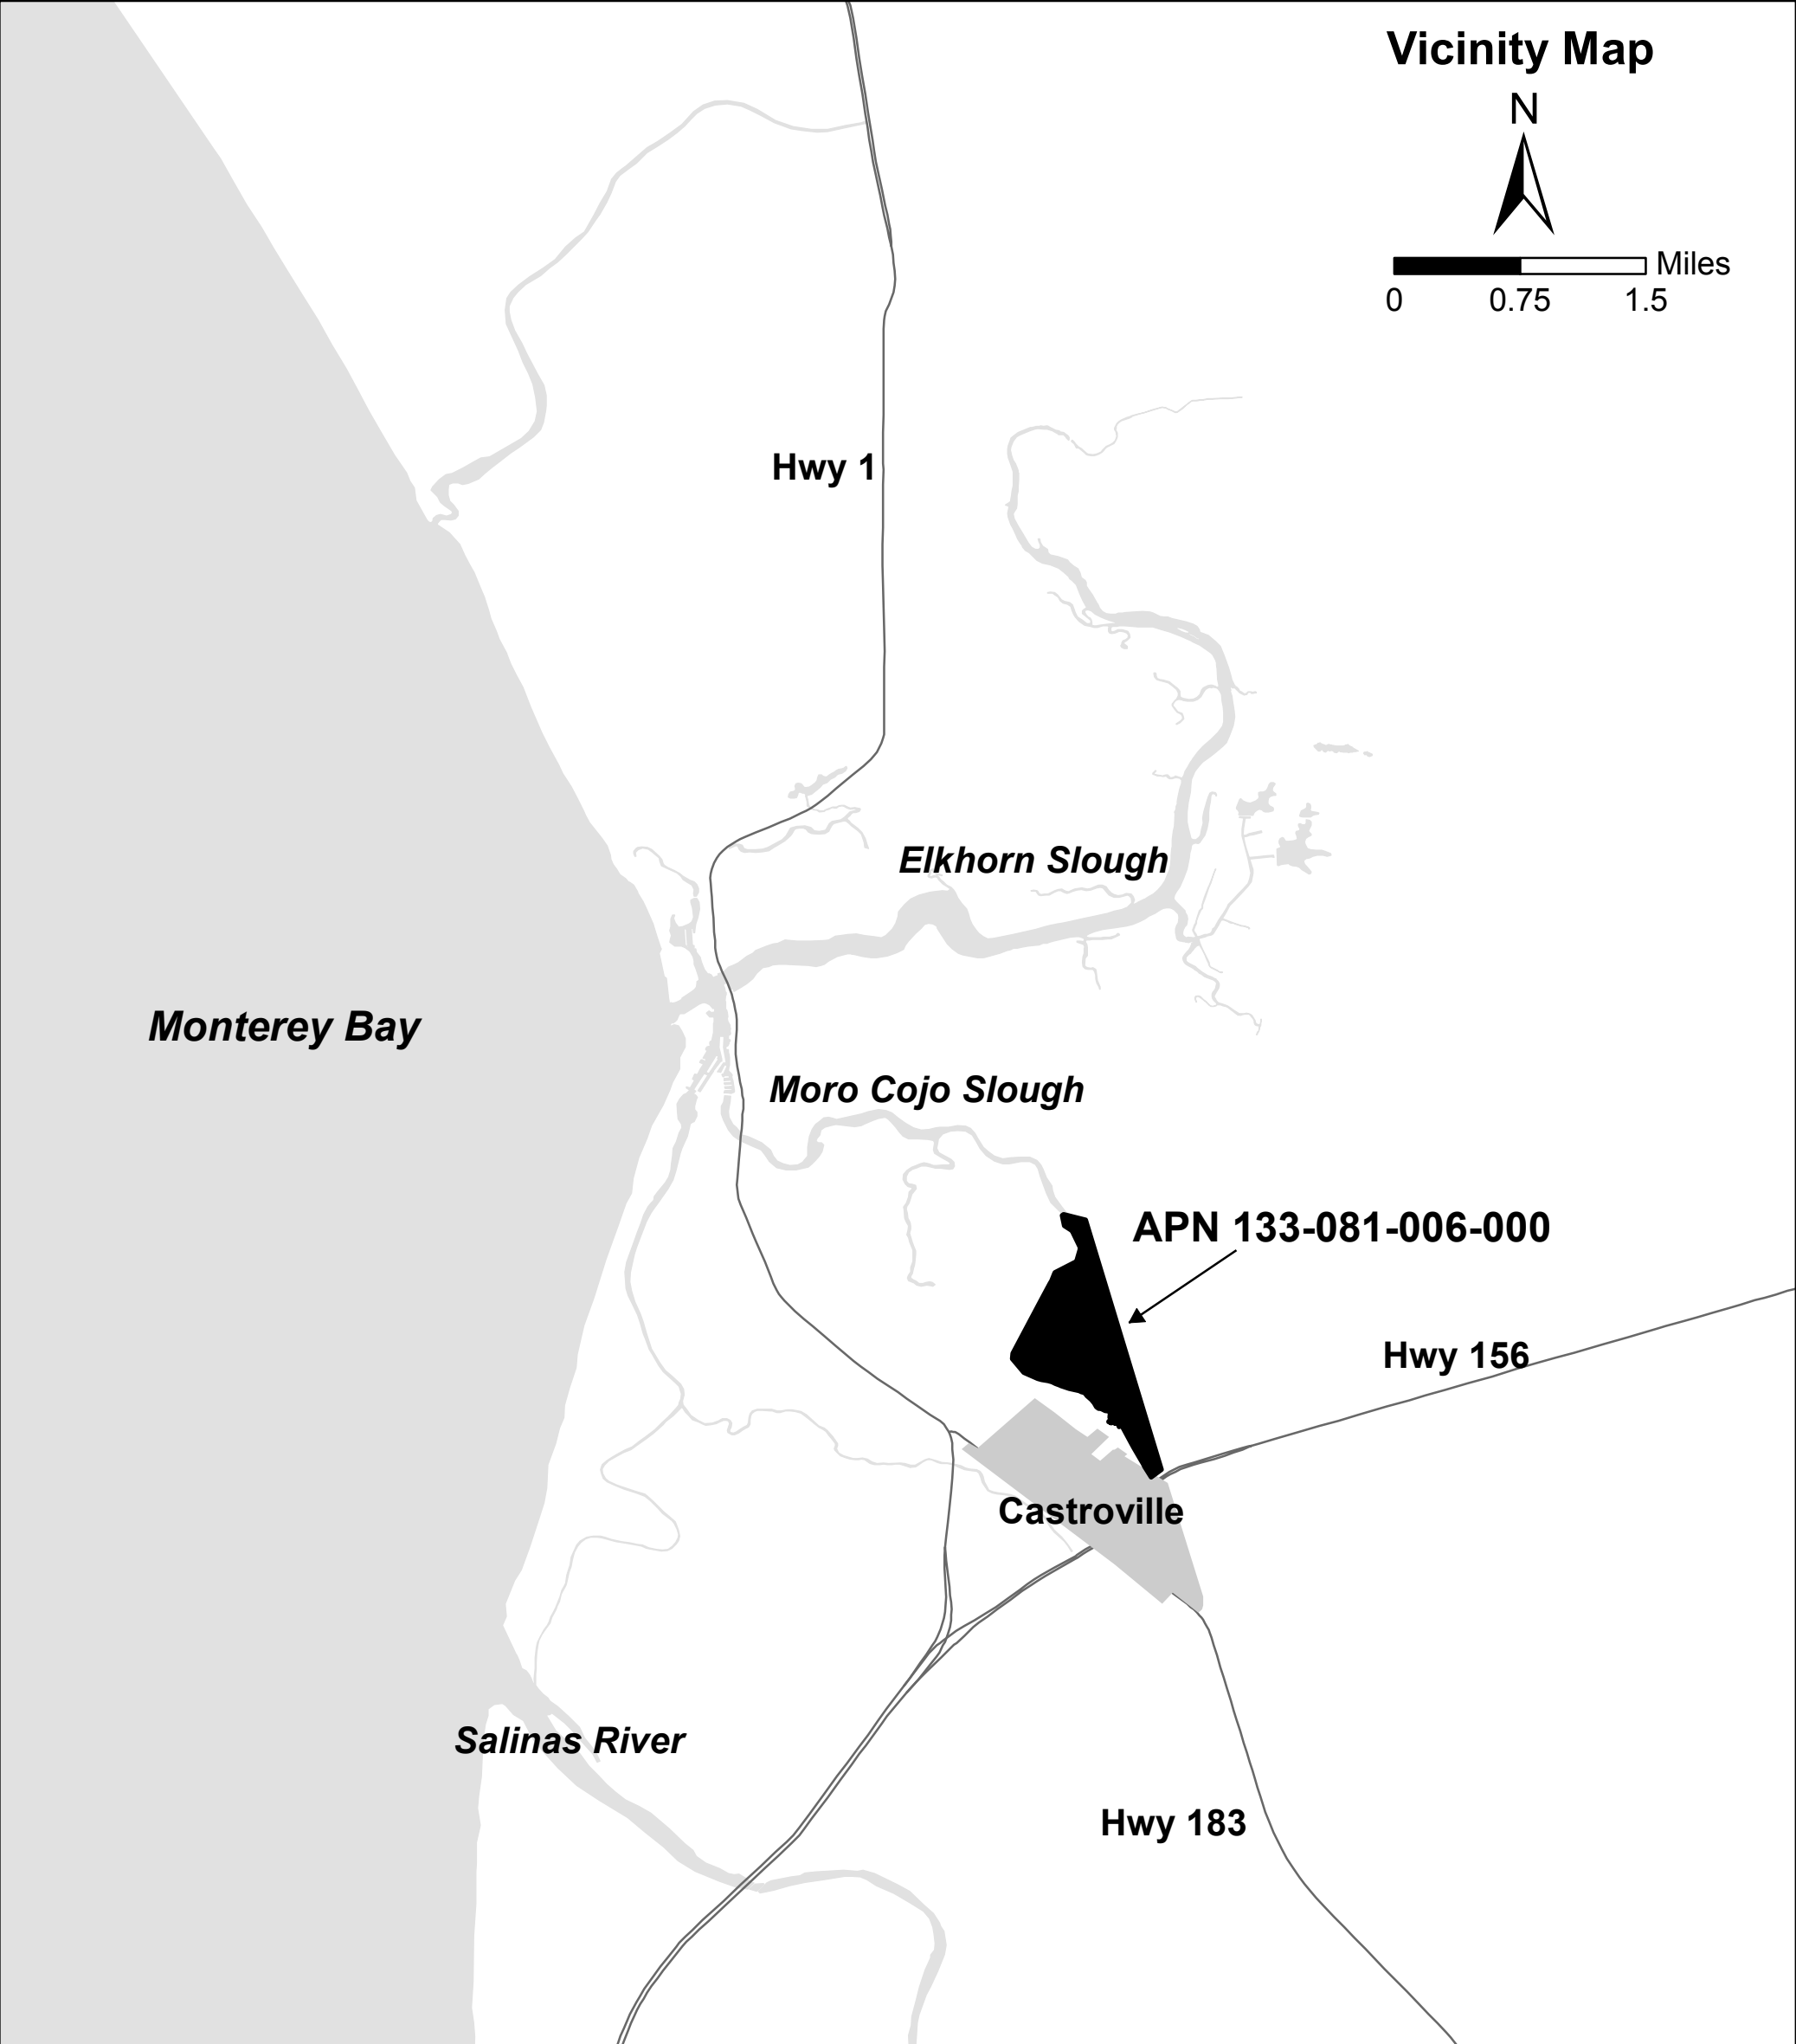 Vicinity Map
N
Miles
0 0.75 1.5
Hwy 1
Elkhorn Slough
Monterey Bay
Moro Cojo Slough
APN 133-081-006-000
Hwy 156
Castroville
Salinas River
Hwy 183